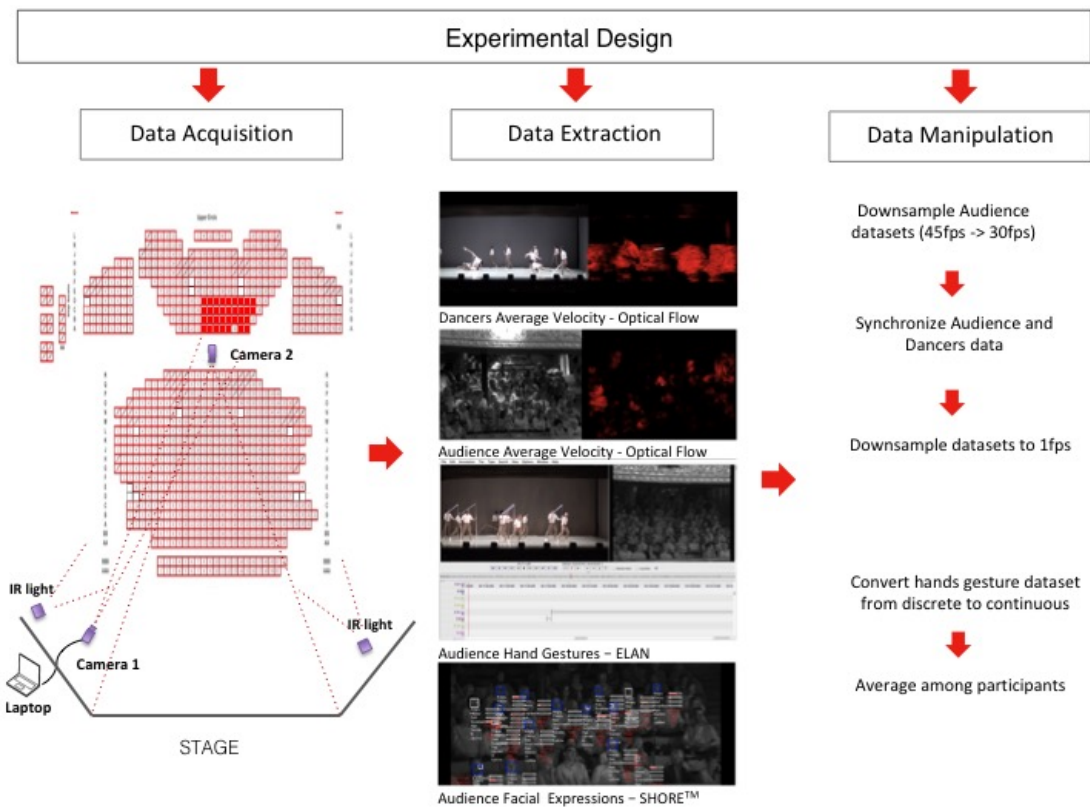 Experimental Design
Data Acquisition
Data Extraction
Data Manipulation
Camera 2
IR light
IR light
Camera 1
Laptop
STAGE
Dancers Average Velocity - Optical Flow
Audience Average Velocity - Optical Flow
Audience Hand Gestures – ELAN
Audience Facial Expressions – SHORE™
Downsample Audience
datasets (45fps -> 30fps)
Synchronize Audience and
Dancers data
Downsample datasets to 1fps
Convert hands gesture dataset
from discrete to continuous
Average among participants